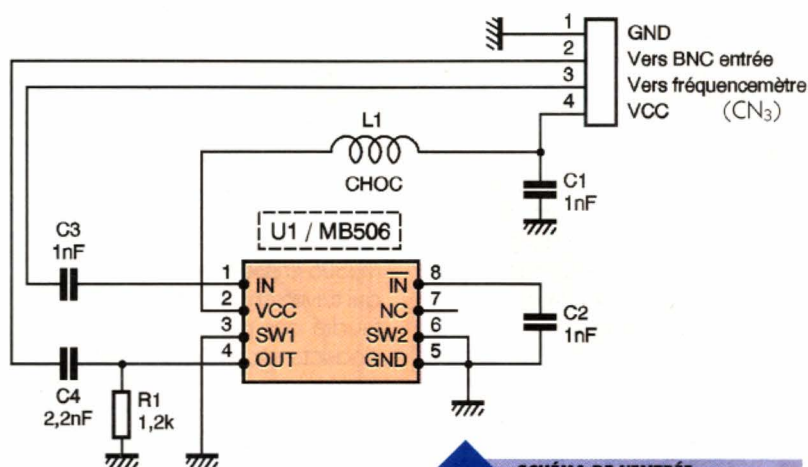 1 GND
2 Vers BNC entrée
3 Vers fréquencemètre
4 VCC (CN3)
L1
CHOC
C1
1nF
U1 / MB506
C3
1nF
1 IN
2 VCC
3 SW1
4 OUT
IN 8
NC 7
SW2 6
GND 5
C2
1nF
C4
2,2nF
R1
1,2k